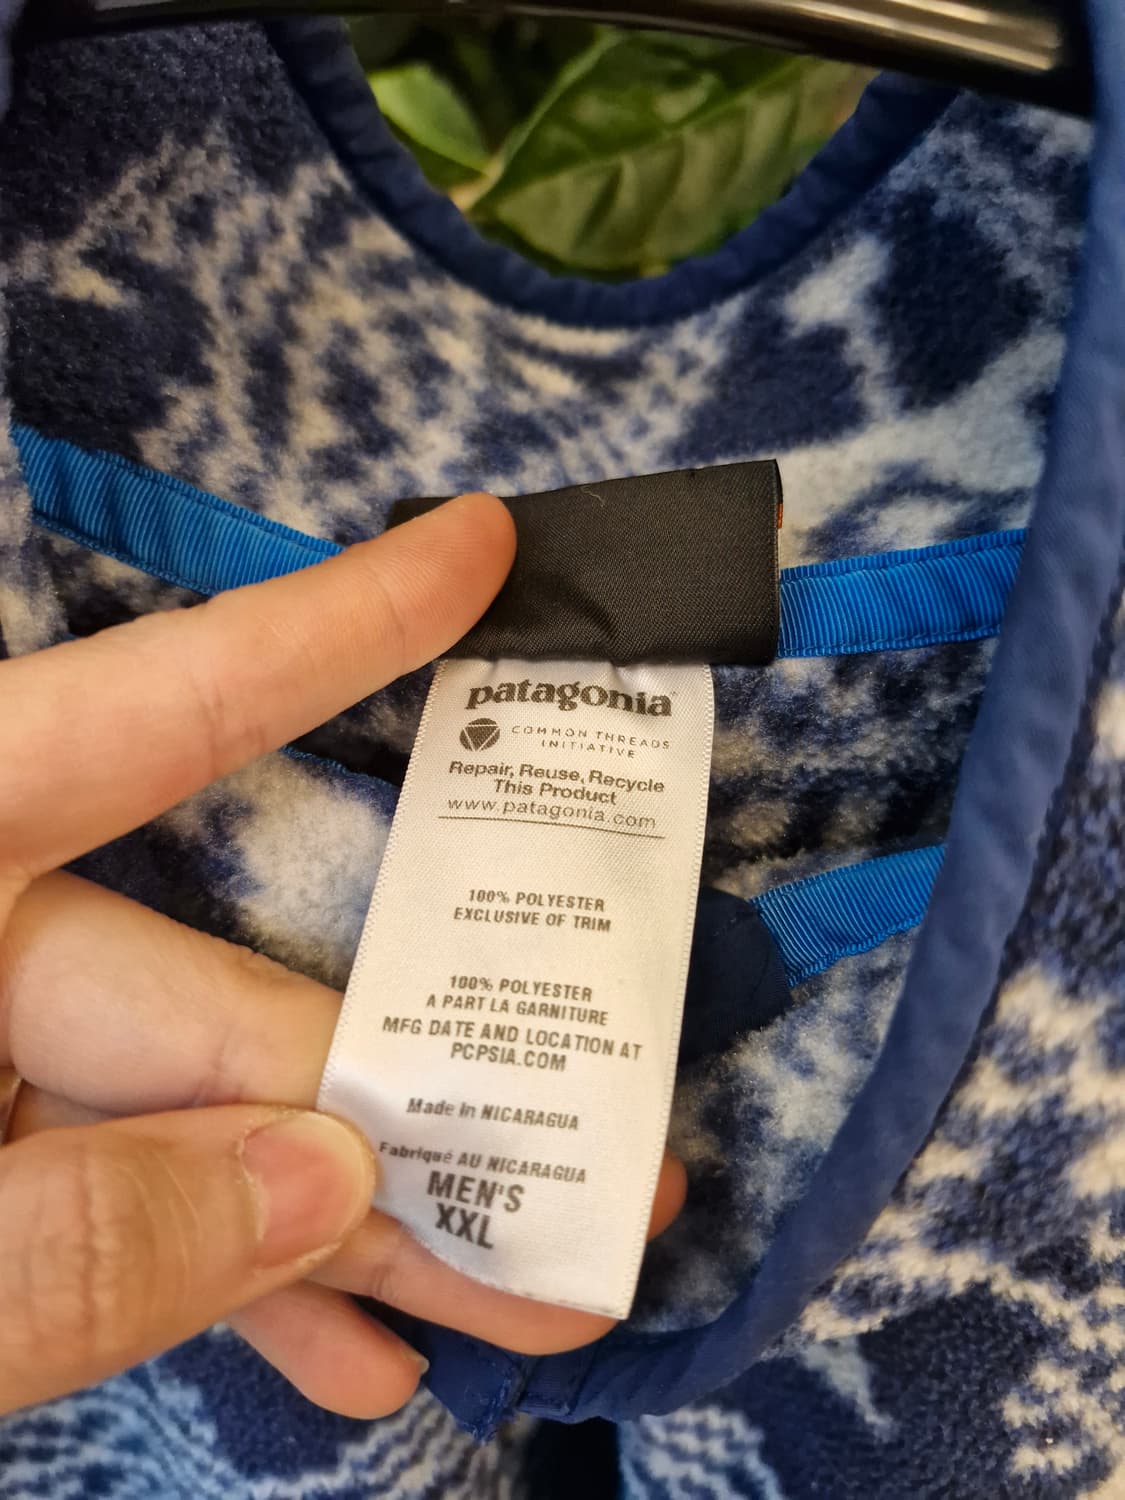 patagonia
COMMON THREADS
INITIATIVE
Repair, Reuse, Recycle
This Product
www.patagonia.com
100% POLYESTER
EXCLUSIVE OF TRIM
100% POLYESTER
A PART LA GARNITURE
MFG DATE AND LOCATION AT
PCPSIA.COM
Made in NICARAGUA
Fabriqué AU NICARAGUA
MEN'S
XXL